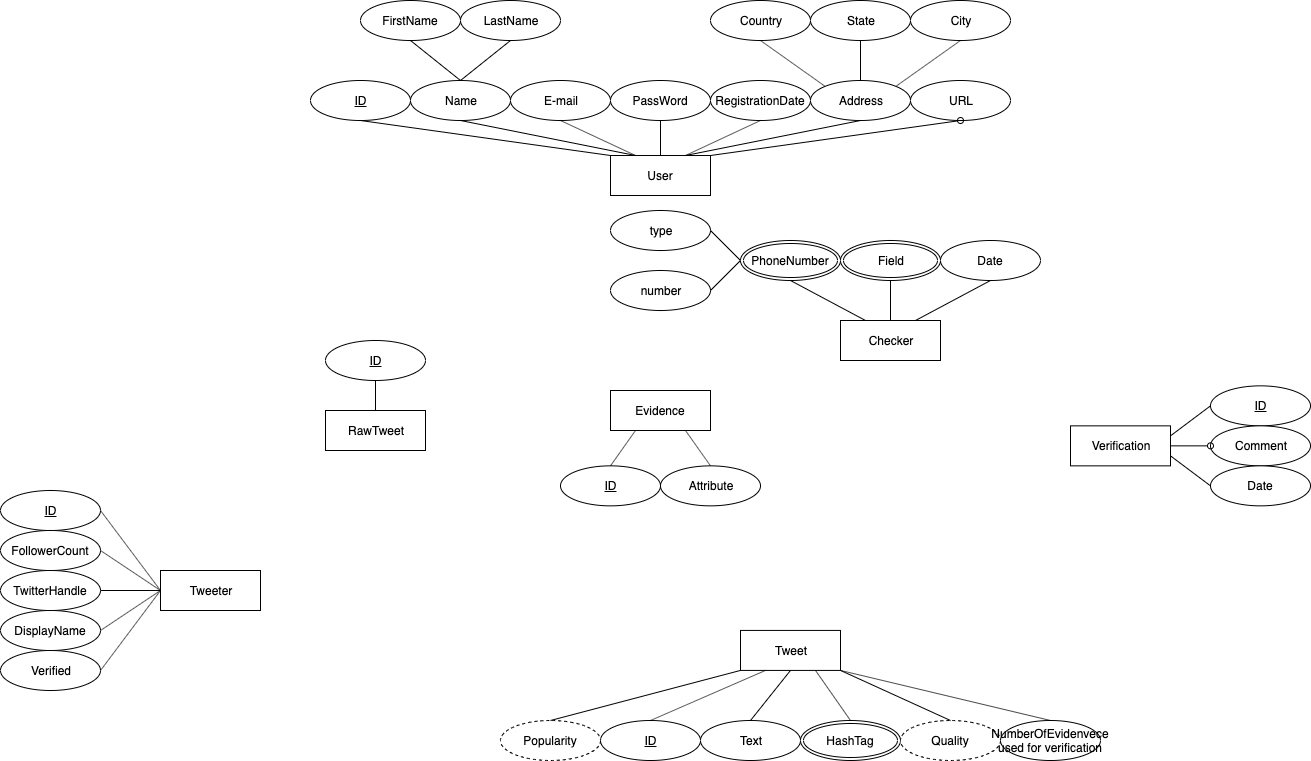 FirstName
LastName
Country
State
City
ID
Name
E-mail
PassWord
RegistrationDate
Address
URL
User
type
PhoneNumber
Field
Date
number
Checker
ID
RawTweet
Evidence
ID
Attribute
ID
Verification
Comment
Date
ID
FollowerCount
TwitterHandle
Tweeter
DisplayName
Verified
Tweet
Popularity
ID
Text
HashTag
Quality
NumberOfEvidenvece
used for verification